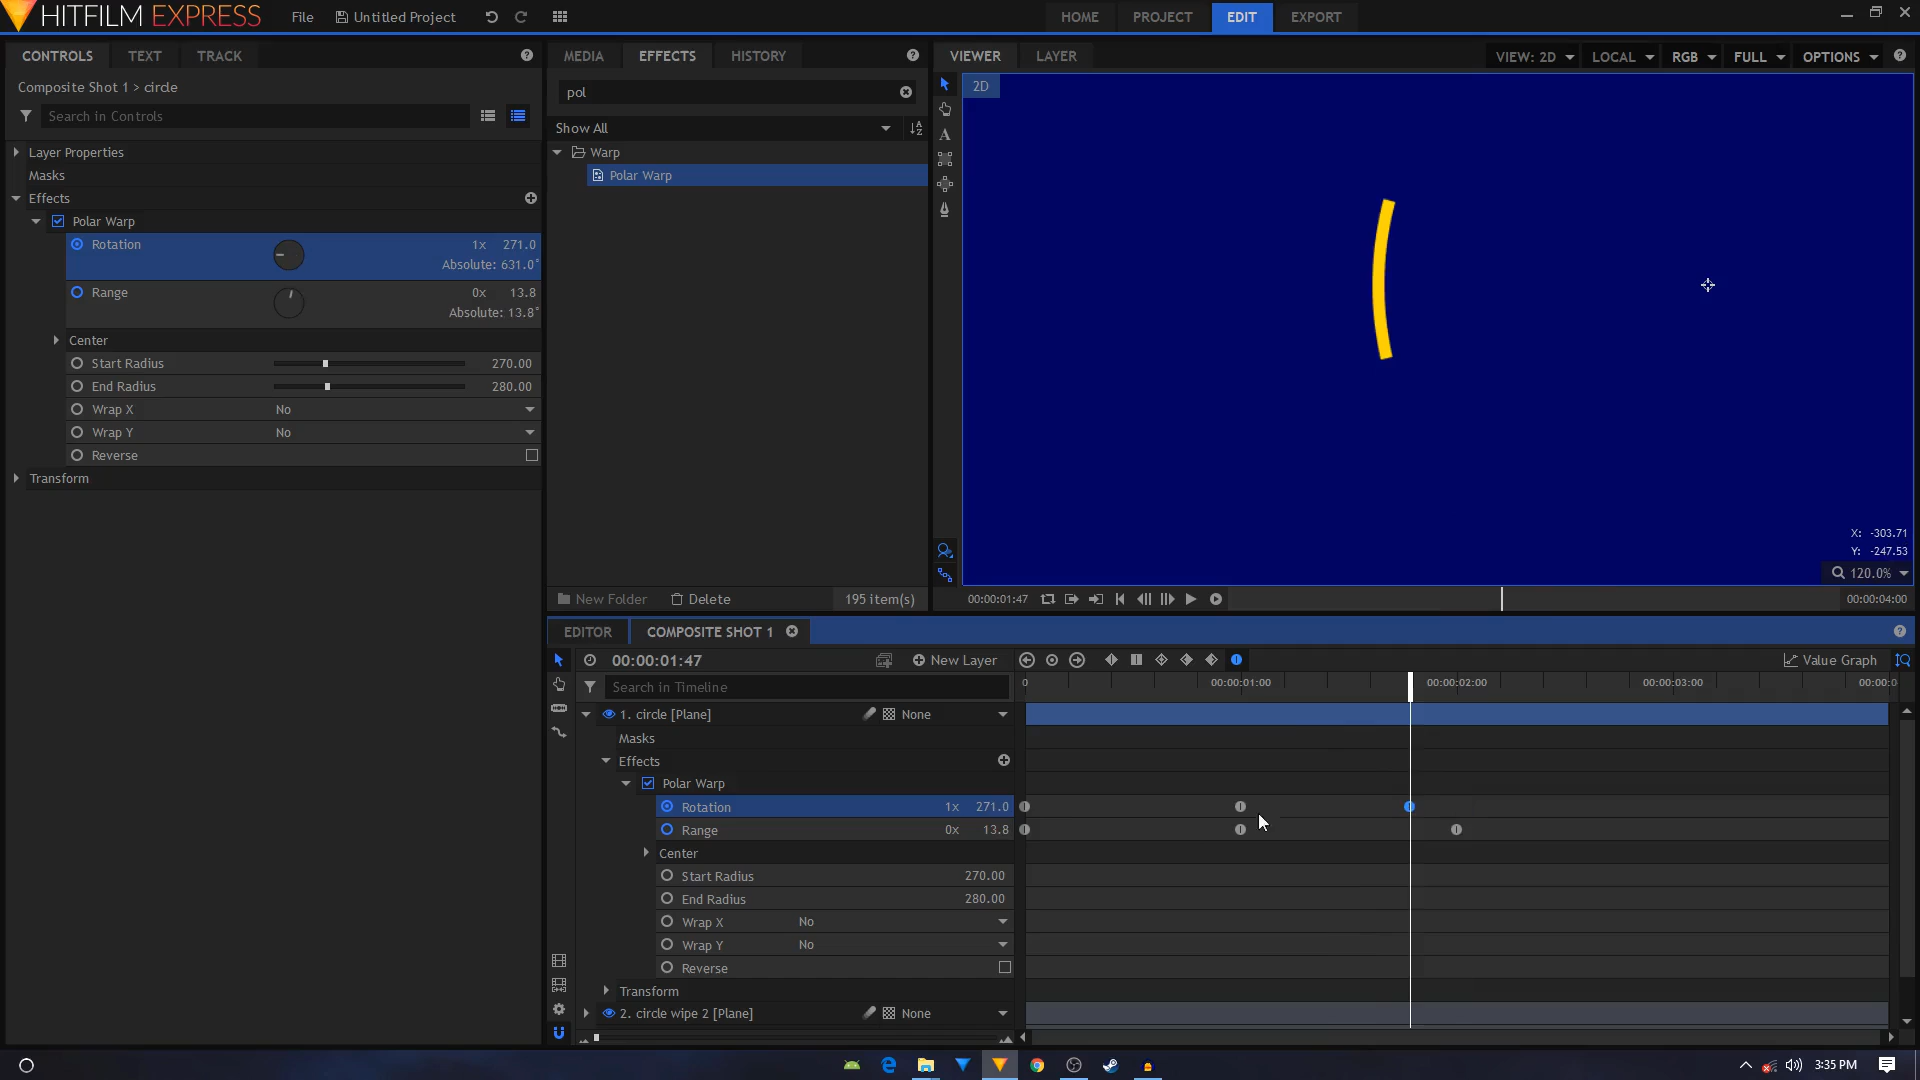 HITFILM EXPRESS File Untitled Project HOME PROJECT EDIT EXPORT
CONTROLS TEXT TRACK
Composite Shot 1 > circle
Search in Controls
Layer Properties
Masks
Effects
Polar Warp
Rotation 1x 271.0
Absolute: 631.0°
Range 0x 13.8
Absolute: 13.8°
Center
Start Radius 270.00
End Radius 280.00
Wrap X No
Wrap Y No
Reverse
Transform
MEDIA EFFECTS HISTORY
pol
Show All
Warp
Polar Warp
New Folder Delete 195 item(s)
VIEWER LAYER VIEW: 2D LOCAL RGB FULL OPTIONS
2D
X: -303.71
Y: -247.53
120.0%
00:00:01:47 00:00:04:00
EDITOR COMPOSITE SHOT 1
00:00:01:47 New Layer Value Graph
Search in Timeline
0 00:00:01:00 00:00:02:00 00:00:03:00 00:00:0
1. circle [Plane] None
Masks
Effects
Polar Warp
Rotation 1x 271.0
Range 0x 13.8
Center
Start Radius 270.00
End Radius 280.00
Wrap X No
Wrap Y No
Reverse
Transform
2. circle wipe 2 [Plane] None
3:35 PM